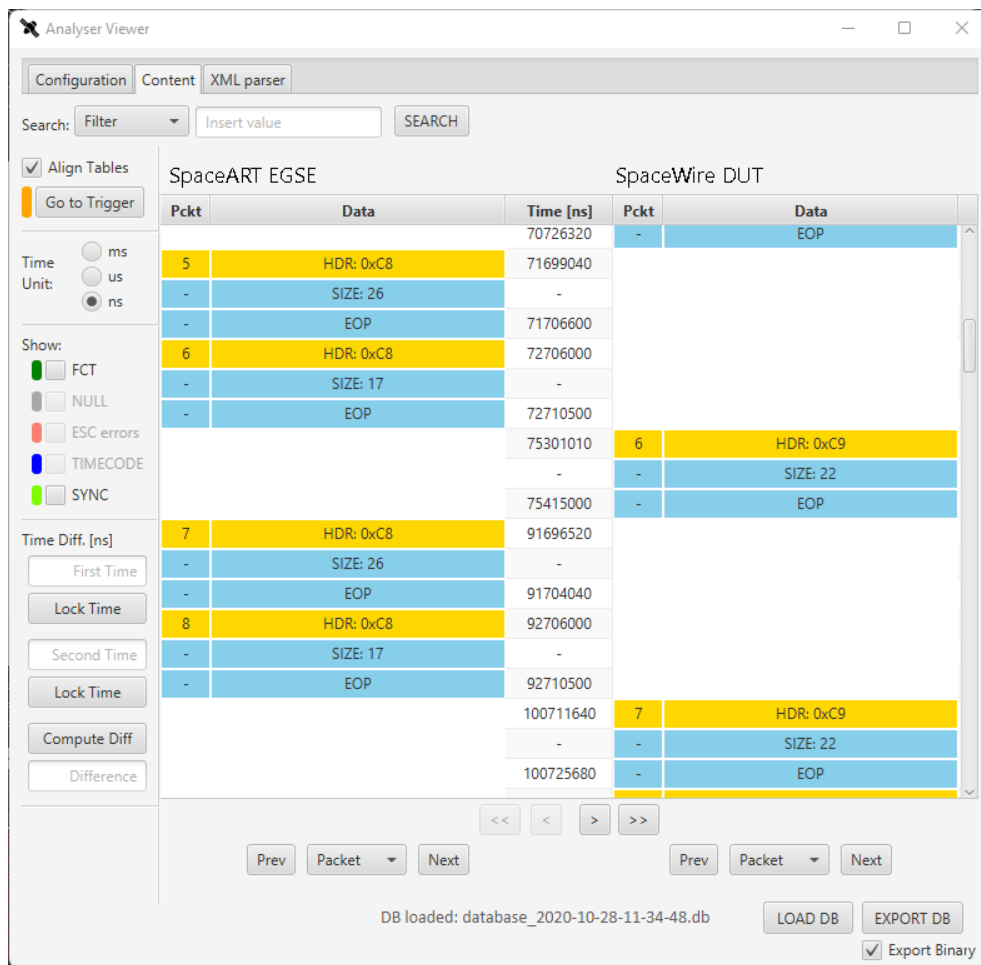 Analyser Viewer
Configuration Content XML parser
Search: Filter Insert value SEARCH
Align Tables
Go to Trigger
Time Unit:
ms
us
ns
Show:
FCT
NULL
ESC errors
TIMECODE
SYNC
Time Diff. [ns]
First Time
Lock Time
Second Time
Lock Time
Compute Diff
Difference
SpaceART EGSE SpaceWire DUT
Pckt Data Time [ns] Pckt Data
70726320 - EOP
5 HDR: 0xC8 71699040
- SIZE: 26 -
- EOP 71706600
6 HDR: 0xC8 72706000
- SIZE: 17 -
- EOP 72710500
75301010 6 HDR: 0xC9
- - SIZE: 22
75415000 - EOP
7 HDR: 0xC8 91696520
- SIZE: 26 -
- EOP 91704040
8 HDR: 0xC8 92706000
- SIZE: 17 -
- EOP 92710500
100711640 7 HDR: 0xC9
- - SIZE: 22
100725680 - EOP
<< < > >>
Prev Packet Next Prev Packet Next
DB loaded: database_2020-10-28-11-34-48.db LOAD DB EXPORT DB
Export Binary